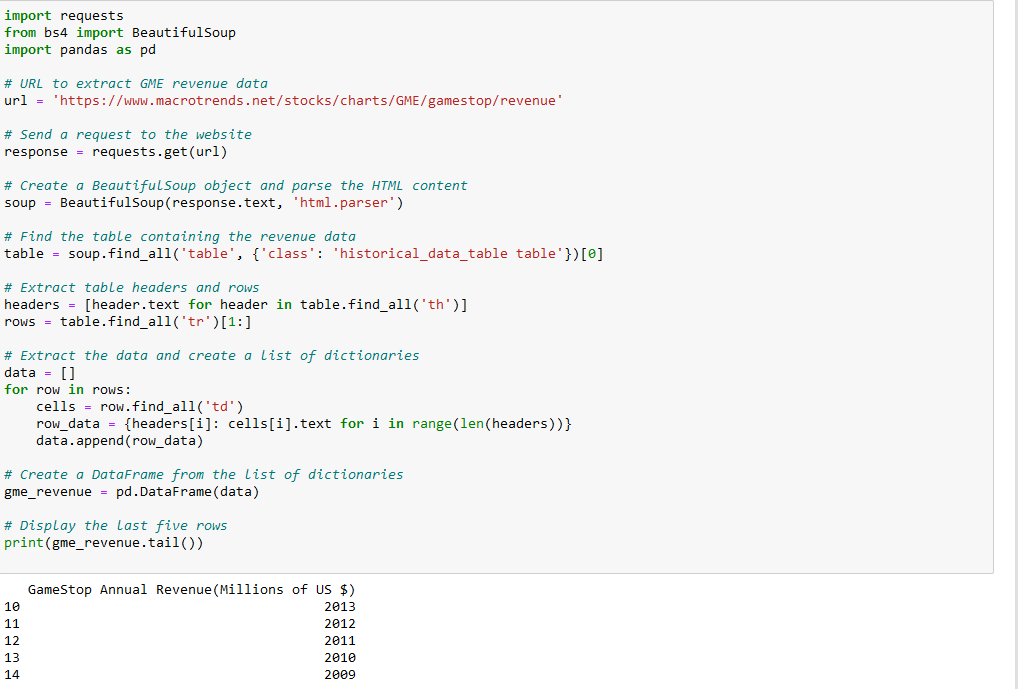 import requests
from bs4 import BeautifulSoup
import pandas as pd
# URL to extract GME revenue data
url = 'https://www.macrotrends.net/stocks/charts/GME/gamestop/revenue'
# Send a request to the website
response = requests.get(url)
# Create a BeautifulSoup object and parse the HTML content
soup = BeautifulSoup(response.text, 'html.parser')
# Find the table containing the revenue data
table = soup.find_all('table', {'class': 'historical_data_table table'})[0]
# Extract table headers and rows
headers = [header.text for header in table.find_all('th')]
rows = table.find_all('tr')[1:]
# Extract the data and create a list of dictionaries
data = []
for row in rows:
    cells = row.find_all('td')
    row_data = {headers[i]: cells[i].text for i in range(len(headers))}
    data.append(row_data)
# Create a DataFrame from the list of dictionaries
gme_revenue = pd.DataFrame(data)
# Display the last five rows
print(gme_revenue.tail())
   GameStop Annual Revenue(Millions of US $)
10                                      2013
11                                      2012
12                                      2011
13                                      2010
14                                      2009